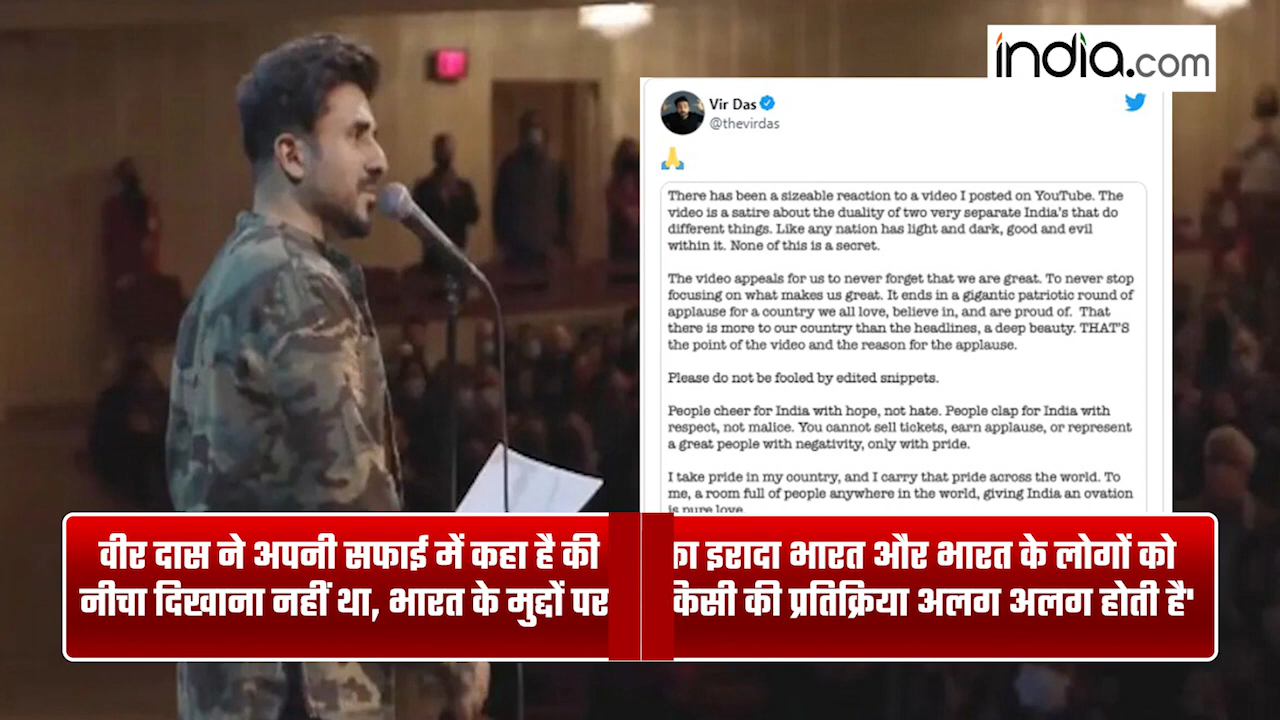 india.com
Vir Das
@thevirdas
There has been a sizeable reaction to a video I posted on YouTube. The
video is a satire about the duality of two very separate India's that do
different things. Like any nation has light and dark, good and evil
within it. None of this is a secret.
The video appeals for us to never forget that we are great. To never stop
focusing on what makes us great. It ends in a gigantic patriotic round of
applause for a country we all love, believe in, and are proud of. That
there is more to our country than the headlines, a deep beauty. THAT'S
the point of the video and the reason for the applause.
Please do not be fooled by edited snippets.
People cheer for India with hope, not hate. People clap for India with
respect, not malice. You cannot sell tickets, earn applause, or represent
a great people with negativity, only with pride.
I take pride in my country, and I carry that pride across the world. To
me, a room full of people anywhere in the world, giving India an ovation
is pure love.
वीर दास ने अपनी सफाई में कहा है की का इरादा भारत और भारत के लोगों को
नीचा दिखाना नहीं था, भारत के मुद्दों पर किसी की प्रतिक्रिया अलग अलग होती है'